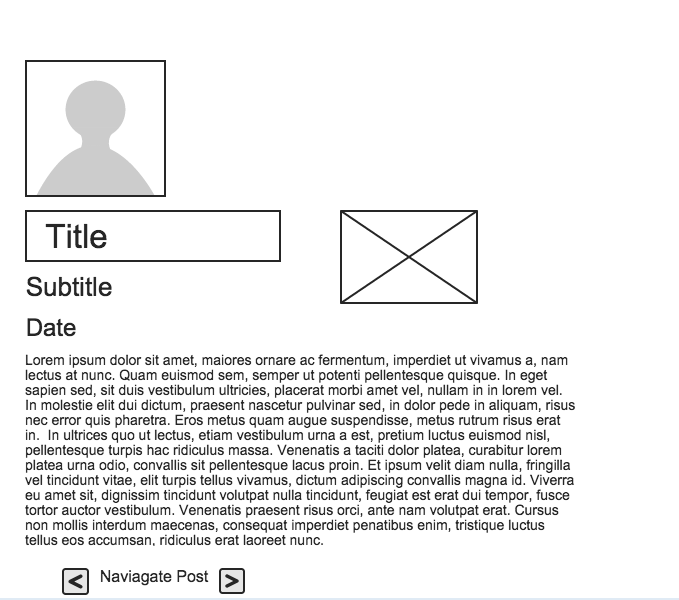 Title
Subtitle
Date
Lorem ipsum dolor sit amet, maiores ornare ac fermentum, imperdiet ut vivamus a, nam
lectus at nunc. Quam euismod sem, semper ut potenti pellentesque quisque. In eget
sapien sed, sit duis vestibulum ultricies, placerat morbi amet vel, nullam in in lorem vel.
In molestie elit dui dictum, praesent nascetur pulvinar sed, in dolor pede in aliquam, risus
nec error quis pharetra. Eros metus quam augue suspendisse, metus rutrum risus erat
in.  In ultrices quo ut lectus, etiam vestibulum urna a est, pretium luctus euismod nisl,
pellentesque turpis hac ridiculus massa. Venenatis a taciti dolor platea, curabitur lorem
platea urna odio, convallis sit pellentesque lacus proin. Et ipsum velit diam nulla, fringilla
vel tincidunt vitae, elit turpis tellus vivamus, dictum adipiscing convallis magna id. Viverra
eu amet sit, dignissim tincidunt volutpat nulla tincidunt, feugiat est erat dui tempor, fusce
tortor auctor vestibulum. Venenatis praesent risus orci, ante nam volutpat erat. Cursus
non mollis interdum maecenas, consequat imperdiet penatibus enim, tristique luctus
tellus eos accumsan, ridiculus erat laoreet nunc.
< Naviagate Post >